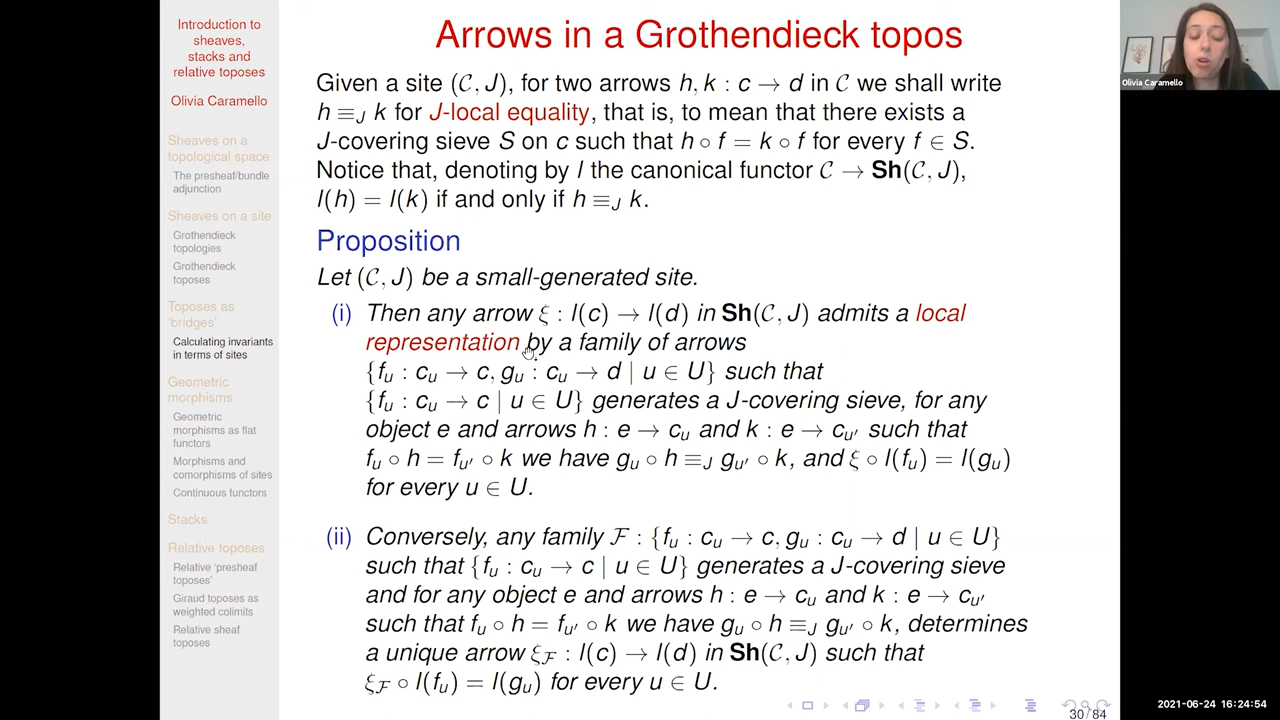 Introduction to
sheaves,
stacks and
relative toposes
Olivia Caramello
Sheaves on a
topological space
The presheaf/bundle
adjunction
Sheaves on a site
Grothendieck
topologies
Grothendieck
toposes
Toposes as
‘bridges’
Calculating invariants
in terms of sites
Geometric
morphisms
Geometric
morphisms as flat
functors
Morphisms and
comorphisms of sites
Continuous functors
Stacks
Relative toposes
Relative ‘presheaf
toposes’
Giraud toposes as
weighted colimits
Relative sheaf
toposes
Arrows in a Grothendieck topos
Given a site (𝒞, J), for two arrows h, k : c → d in 𝒞 we shall write
h ≡_J k for J-local equality, that is, to mean that there exists a
J-covering sieve S on c such that h ∘ f = k ∘ f for every f ∈ S.
Notice that, denoting by l the canonical functor 𝒞 → Sh(𝒞, J),
l(h) = l(k) if and only if h ≡_J k.
Proposition
Let (𝒞, J) be a small-generated site.
(i) Then any arrow ξ : l(c) → l(d) in Sh(𝒞, J) admits a local
representation by a family of arrows
{f_u : c_u → c, g_u : c_u → d | u ∈ U} such that
{f_u : c_u → c | u ∈ U} generates a J-covering sieve, for any
object e and arrows h : e → c_u and k : e → c_u′ such that
f_u ∘ h = f_u′ ∘ k we have g_u ∘ h ≡_J g_u′ ∘ k, and ξ ∘ l(f_u) = l(g_u)
for every u ∈ U.
(ii) Conversely, any family ℱ : {f_u : c_u → c, g_u : c_u → d | u ∈ U}
such that {f_u : c_u → c | u ∈ U} generates a J-covering sieve
and for any object e and arrows h : e → c_u and k : e → c_u′
such that f_u ∘ h = f_u′ ∘ k we have g_u ∘ h ≡_J g_u′ ∘ k, determines
a unique arrow ξ_ℱ : l(c) → l(d) in Sh(𝒞, J) such that
ξ_ℱ ∘ l(f_u) = l(g_u) for every u ∈ U.
30 / 84
Olivia Caramello
2021-06-24 16:24:54